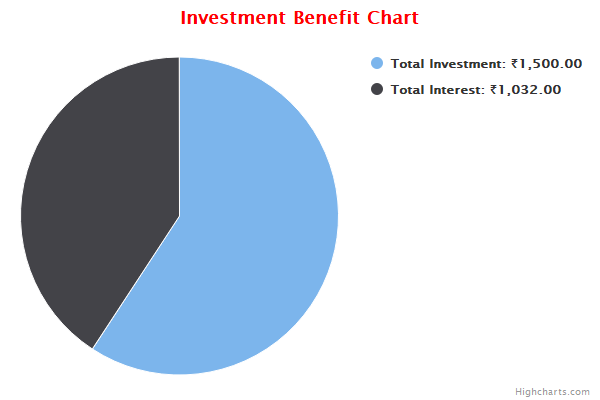 Investment Benefit Chart
Total Investment: ₹1,500.00
Total Interest: ₹1,032.00
Highcharts.com